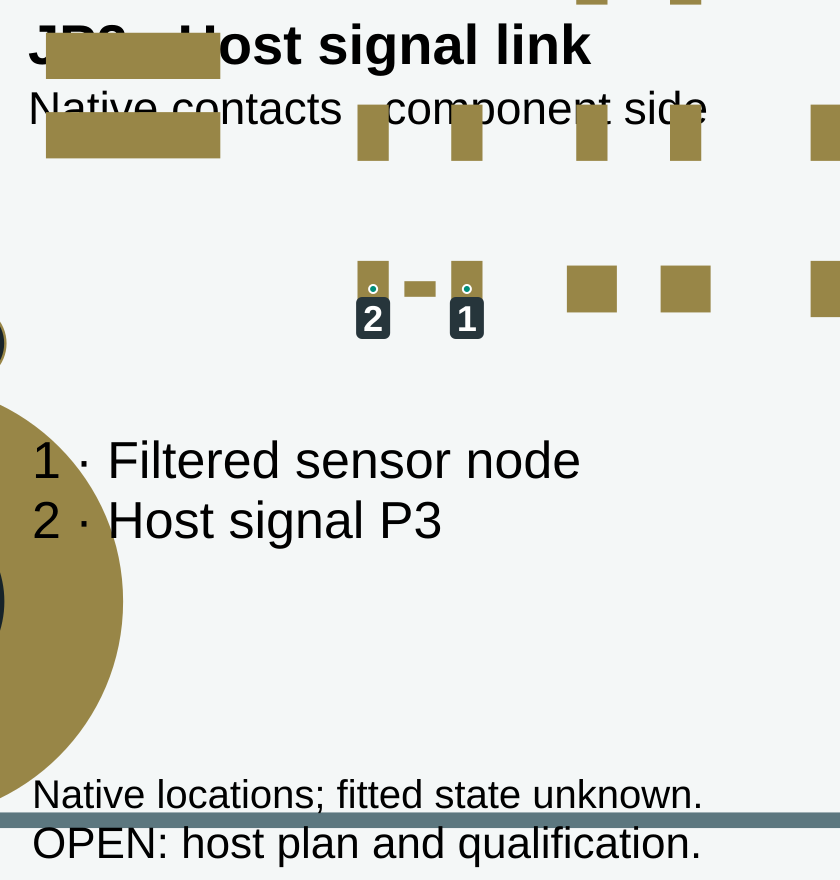 Host signal link
Native contacts component side
2 1
1 · Filtered sensor node
2 · Host signal P3
Native locations; fitted state unknown.
OPEN: host plan and qualification.